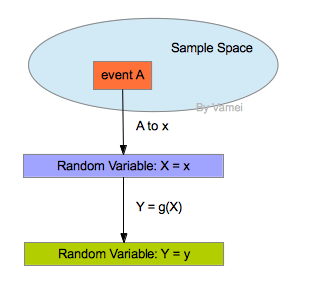 Sample Space
event A
By Vamei
A to x
Random Variable: X = x
Y = g(X)
Random Variable: Y = y